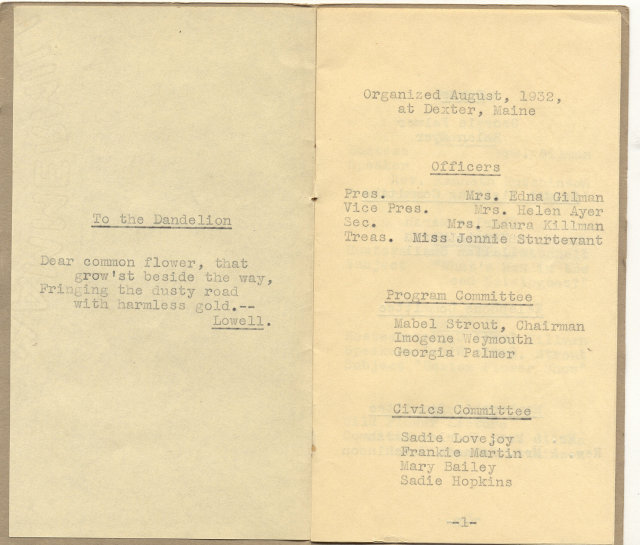 To the Dandelion
Dear common flower, that
grow'st beside the way,
Fringing the dusty road
with harmless gold.--
Lowell.
Organized August, 1932,
at Dexter, Maine
Officers
Pres. Mrs. Edna Gilman
Vice Pres. Mrs. Helen Ayer
Sec. Mrs. Laura Killman
Treas. Miss Jennie Sturtevant
Program Committee
Mabel Strout, Chairman
Imogene Weymouth
Georgia Palmer
Civics Committee
Sadie Lovejoy
Frankie Martin
Mary Bailey
Sadie Hopkins
--1-